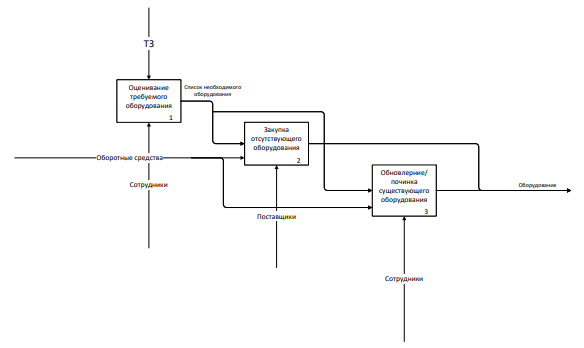 ТЗ
Оценивание
требуемого
оборудования
1
Список необходимого
оборудования
Закупка
отсутствующего
оборудования
2
Оборотные средства
Сотрудники
Обновлерние/
починка
существующего
оборудования
3
Оборудование
Поставщики
Сотрудники